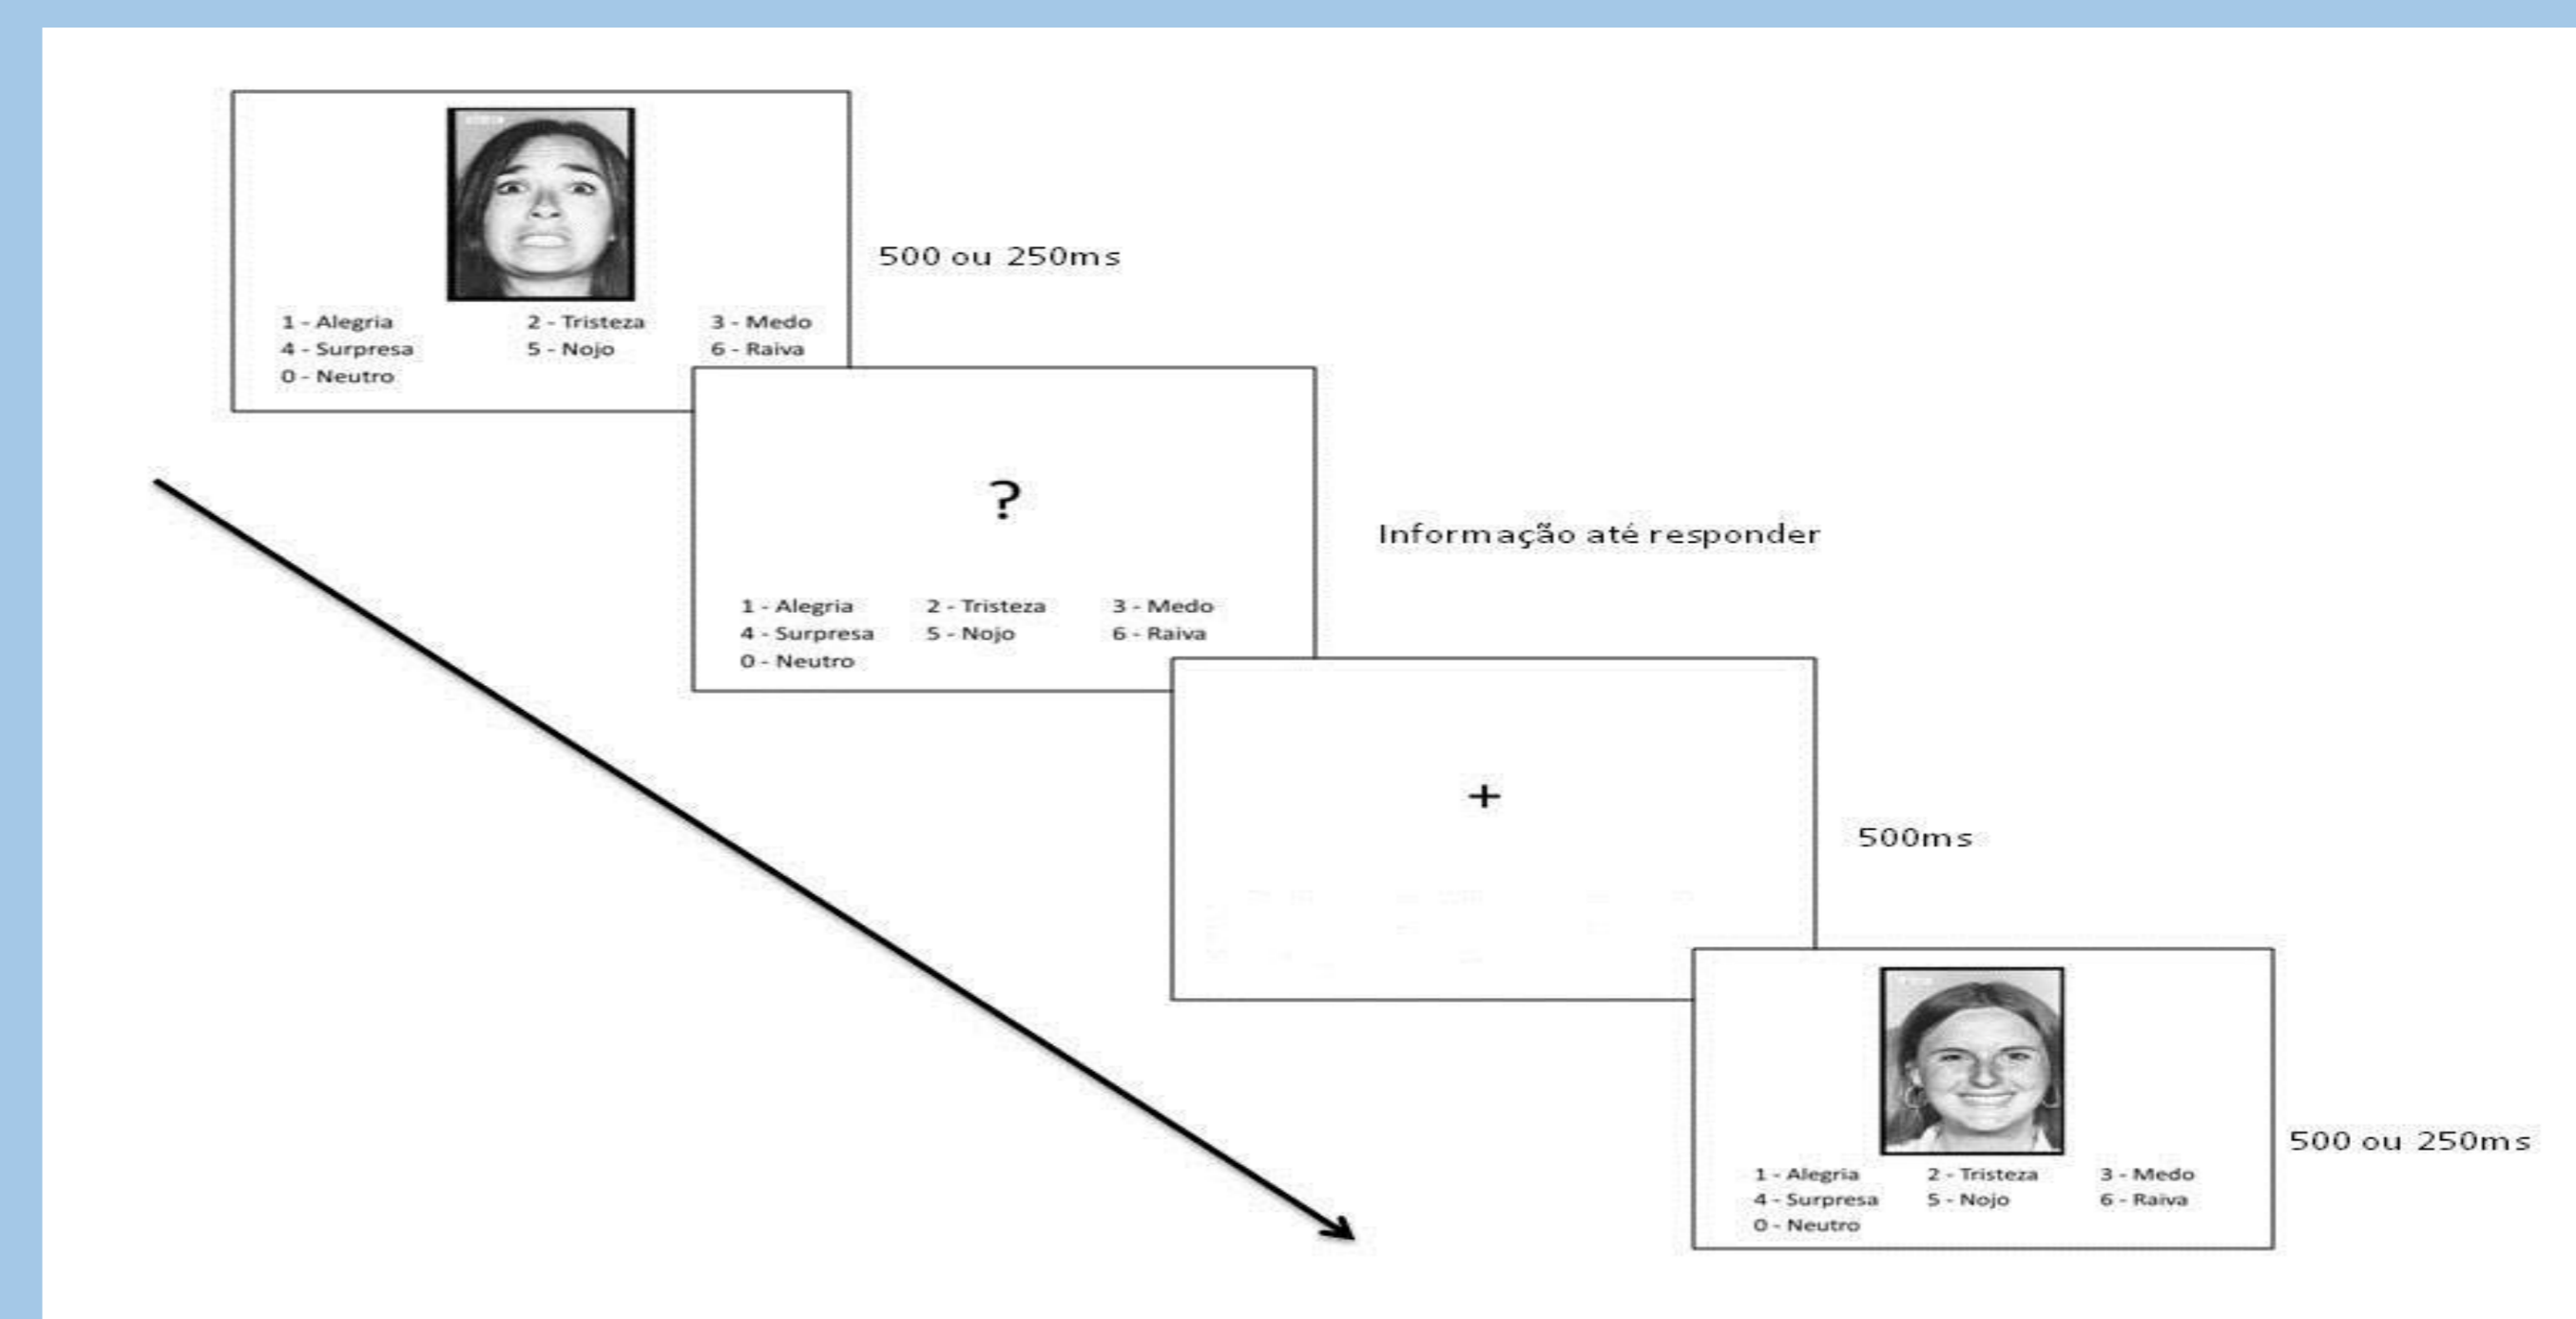 1 - Alegria 2 - Tristeza 3 - Medo
4 - Surpresa 5 - Nojo 6 - Raiva
0 - Neutro
500 ou 250ms
?
1 - Alegria 2 - Tristeza 3 - Medo
4 - Surpresa 5 - Nojo 6 - Raiva
0 - Neutro
Informação até responder
+
500ms
1 - Alegria 2 - Tristeza 3 - Medo
4 - Surpresa 5 - Nojo 6 - Raiva
0 - Neutro
500 ou 250ms